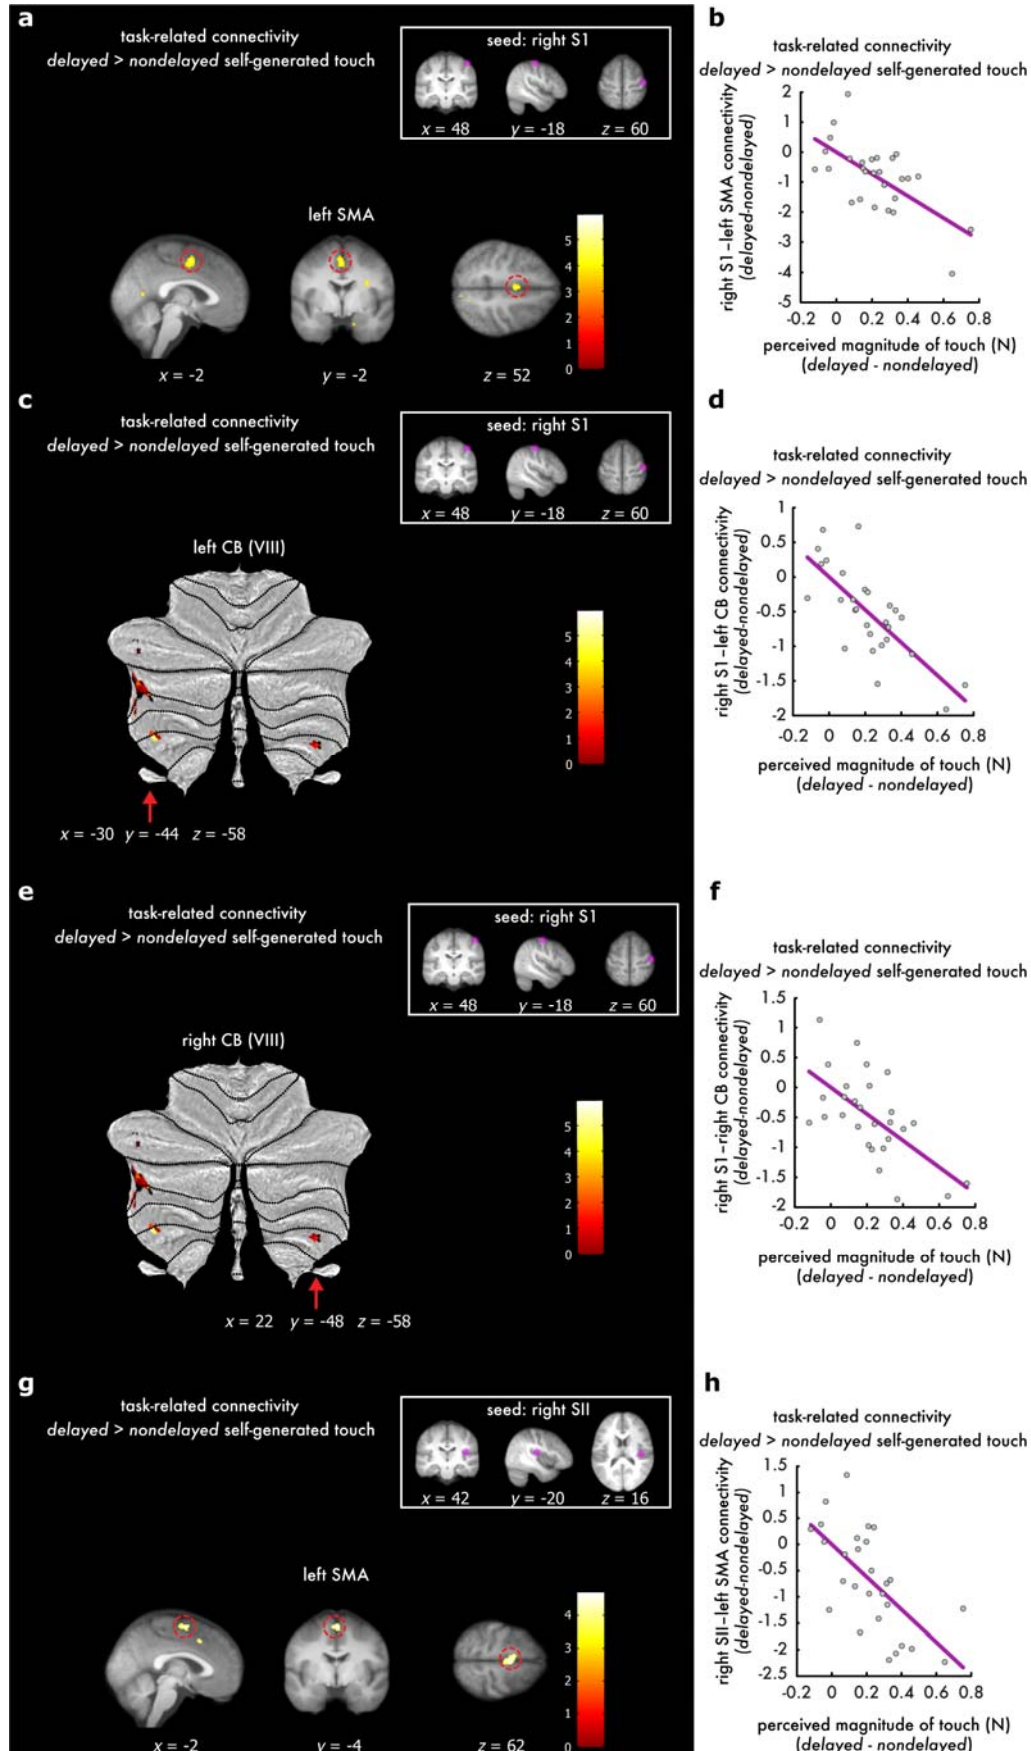 a
task-related connectivity
delayed > nondelayed self-generated touch
seed: right S1
x = 48 y = -18 z = 60
left SMA
5
4
3
2
1
0
x = -2 y = -2 z = 52
b
task-related connectivity
delayed > nondelayed self-generated touch
right S1-left SMA connectivity
(delayed-nondelayed)
2
1
0
-1
-2
-3
-4
-5
-0.2 0 0.2 0.4 0.6 0.8
perceived magnitude of touch (N)
(delayed - nondelayed)
c
task-related connectivity
delayed > nondelayed self-generated touch
seed: right S1
x = 48 y = -18 z = 60
left CB (VIII)
5
4
3
2
1
0
x = -30 y = -44 z = -58
d
task-related connectivity
delayed > nondelayed self-generated touch
right S1-left CB connectivity
(delayed-nondelayed)
1
0.5
0
-0.5
-1
-1.5
-2
-0.2 0 0.2 0.4 0.6 0.8
perceived magnitude of touch (N)
(delayed - nondelayed)
e
task-related connectivity
delayed > nondelayed self-generated touch
seed: right S1
x = 48 y = -18 z = 60
right CB (VIII)
5
4
3
2
1
0
x = 22 y = -48 z = -58
f
task-related connectivity
delayed > nondelayed self-generated touch
right S1-right CB connectivity
(delayed-nondelayed)
1.5
1
0.5
0
-0.5
-1
-1.5
-2
-0.2 0 0.2 0.4 0.6 0.8
perceived magnitude of touch (N)
(delayed - nondelayed)
g
task-related connectivity
delayed > nondelayed self-generated touch
seed: right SII
x = 42 y = -20 z = 16
left SMA
4
3
2
1
0
x = -2 y = -4 z = 62
h
task-related connectivity
delayed > nondelayed self-generated touch
right SII-left SMA connectivity
(delayed-nondelayed)
1.5
1
0.5
0
-0.5
-1
-1.5
-2
-2.5
-0.2 0 0.2 0.4 0.6 0.8
perceived magnitude of touch (N)
(delayed - nondelayed)